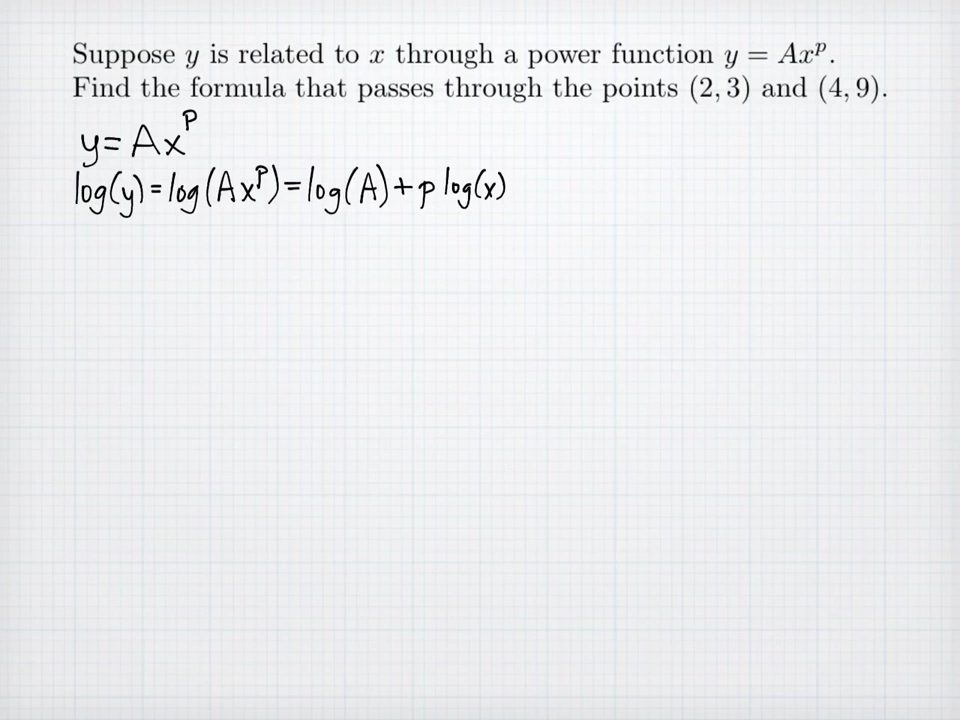 Suppose y is related to x through a power function y = Ax^p.
Find the formula that passes through the points (2, 3) and (4, 9).
y = Ax^p
log(y) = log(Ax^p) = log(A) + p log(x)